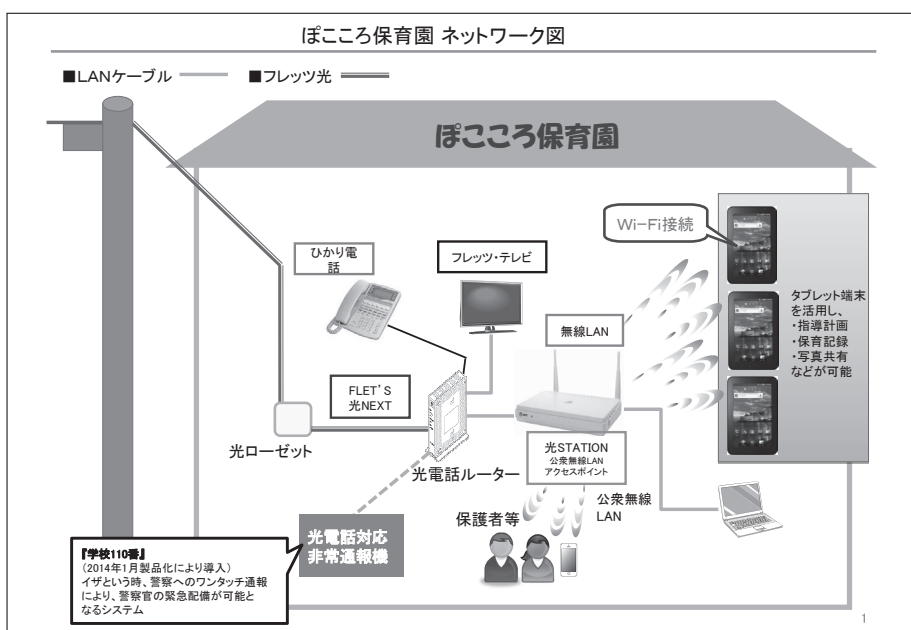 ぽこころ保育園 ネットワーク図
■LANケーブル
■フレッツ光
ぽこころ保育園
Wi-Fi接続
ひかり電
話
フレッツ・テレビ
無線LAN
タブレット端末
を活用し、
・指導計画
・保育記録
・写真共有
などが可能
FLET'S
光NEXT
光ローゼット
光電話ルーター
光STATION
公衆無線LAN
アクセスポイント
公衆無線
LAN
保護者等
光電話対応
非常通報機
『学校110番』
(2014年1月製品化により導入)
イザという時、警察へのワンタッチ通報
により、警察官の緊急配備が可能と
なるシステム
1